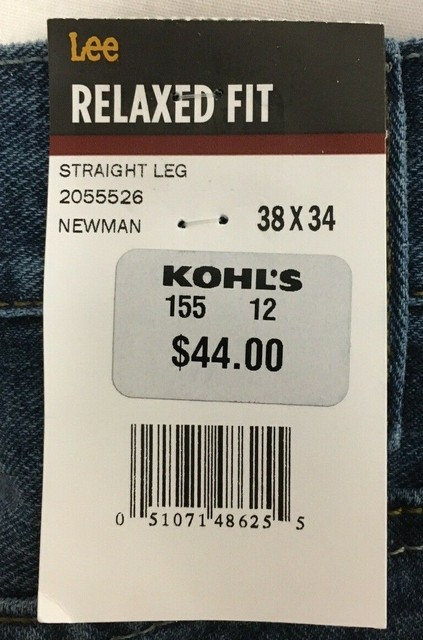 Lee
RELAXED FIT
STRAIGHT LEG
2055526
NEWMAN 38 X 34
KOHL'S
155 12
$44.00
0 51071 48625 5